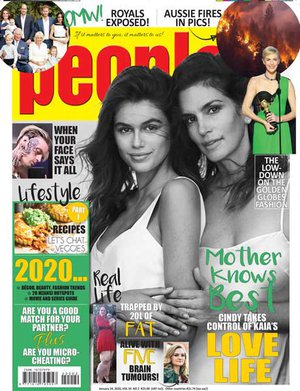 OMW!
ROYALS
EXPOSED!
AUSSIE FIRES
IN PICS!
If it matters to you, it matters to us!
people
WHEN
YOUR
FACE
SAYS
IT ALL
THE
LOW-
DOWN
ON THE
GOLDEN
GLOBES
FASHION
Lifestyle
PART 1
RECIPES
LET'S CHAT...
VEGGIES
2020...
DÉCOR, BEAUTY, FASHION TRENDS
20 MZANSI HOTSPOTS
MOVIE AND SERIES GUIDE
ARE YOU A GOOD
MATCH FOR YOUR
PARTNER?
Plus
ARE YOU
MICRO-
CHEATING?
Real
life
TRAPPED BY
20L OF
FAT
ALIVE WITH
FIVE
BRAIN
TUMOURS!
Mother
Knows
Best
CINDY TAKES
CONTROL OF KAIA'S
LOVE
LIFE